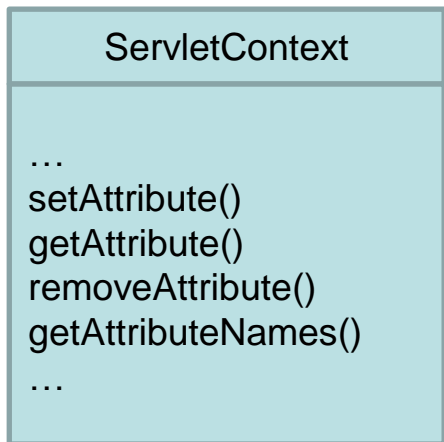 ServletContext
…
setAttribute()
getAttribute()
removeAttribute()
getAttributeNames()
…